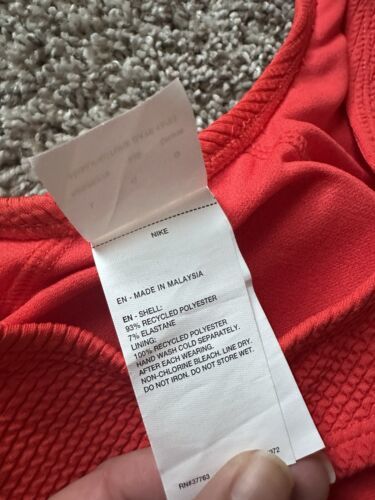 NIKE
EN - MADE IN MALAYSIA
EN - SHELL:
93% RECYCLED POLYESTER
7% ELASTANE
LINING:
100% RECYCLED POLYESTER
HAND WASH COLD SEPARATELY.
AFTER EACH WEARING.
NON-CHLORINE BLEACH. LINE DRY.
DO NOT IRON. DO NOT STORE WET.
RN#37763